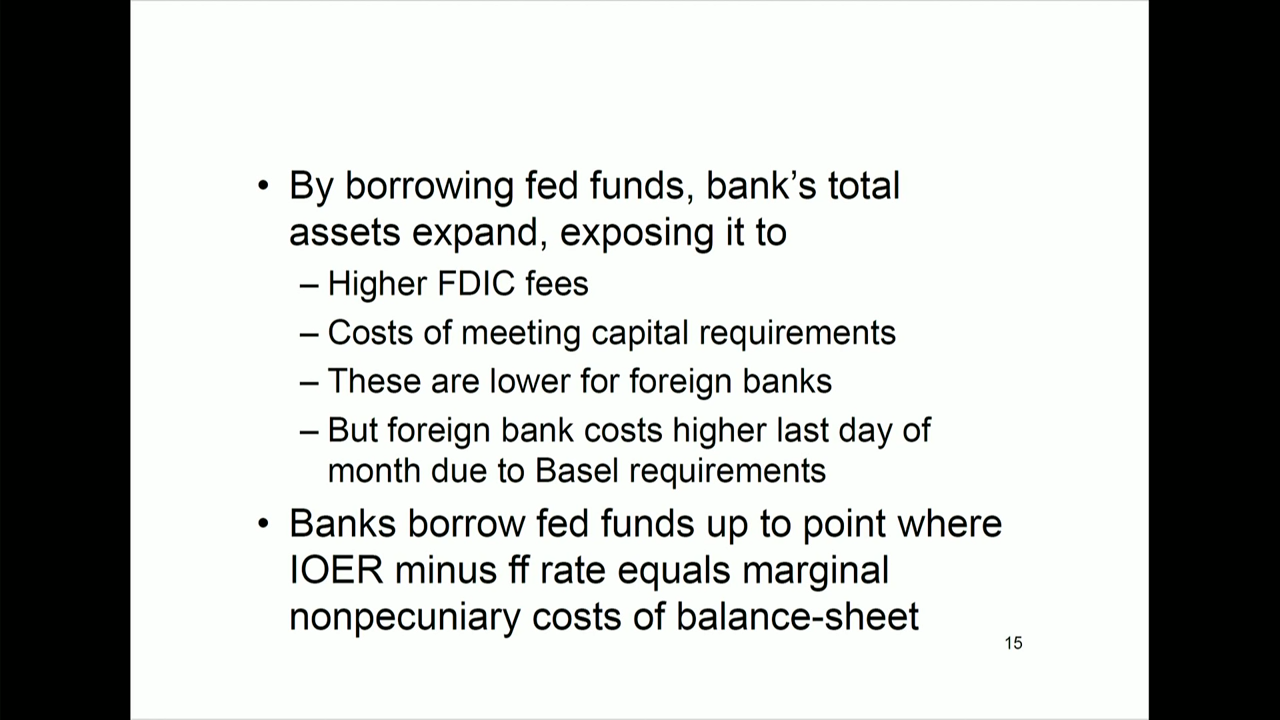 • By borrowing fed funds, bank’s total
assets expand, exposing it to
– Higher FDIC fees
– Costs of meeting capital requirements
– These are lower for foreign banks
– But foreign bank costs higher last day of
month due to Basel requirements
• Banks borrow fed funds up to point where
IOER minus ff rate equals marginal
nonpecuniary costs of balance-sheet
15